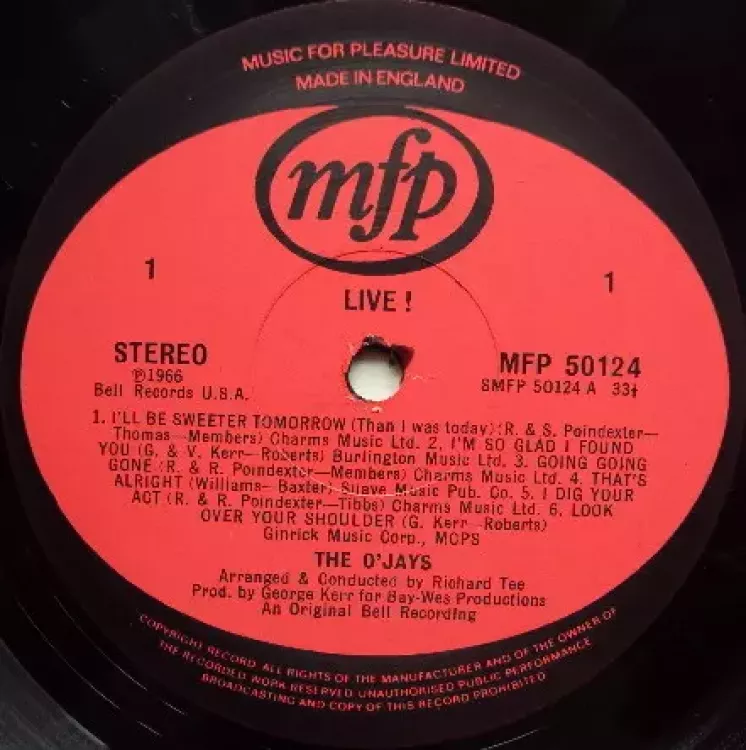 MUSIC FOR PLEASURE LIMITED
MADE IN ENGLAND
mfp
1 1
LIVE !
STEREO MFP 50124
℗1966 SMFP 50124 A 33⅓
Bell Records U.S.A.
1. I'LL BE SWEETER TOMORROW (Than I was today) (R. & S. Poindexter—
Thomas—Members) Charms Music Ltd. 2. I'M SO GLAD I FOUND
YOU (G. & V. Kerr—Roberts) Burlington Music Ltd. 3. GOING GOING
GONE (R. & R. Poindexter—Members) Charms Music Ltd. 4. THAT'S
ALRIGHT (Williams—Baxter) Suave Music Pub. Co. 5. I DIG YOUR
ACT (R. & R. Poindexter—Tibbs) Charms Music Ltd. 6. LOOK
OVER YOUR SHOULDER (G. Kerr—Roberts)
Ginrick Music Corp., MCPS
THE O'JAYS
Arranged & Conducted by Richard Tee
Prod. by George Kerr for Bay-Wes Productions
An Original Bell Recording
COPYRIGHT RECORD ALL RIGHTS OF THE MANUFACTURER AND OF THE OWNER OF
THE RECORDED WORK RESERVED UNAUTHORISED PUBLIC PERFORMANCE
BROADCASTING AND COPY OF THIS RECORD PROHIBITED